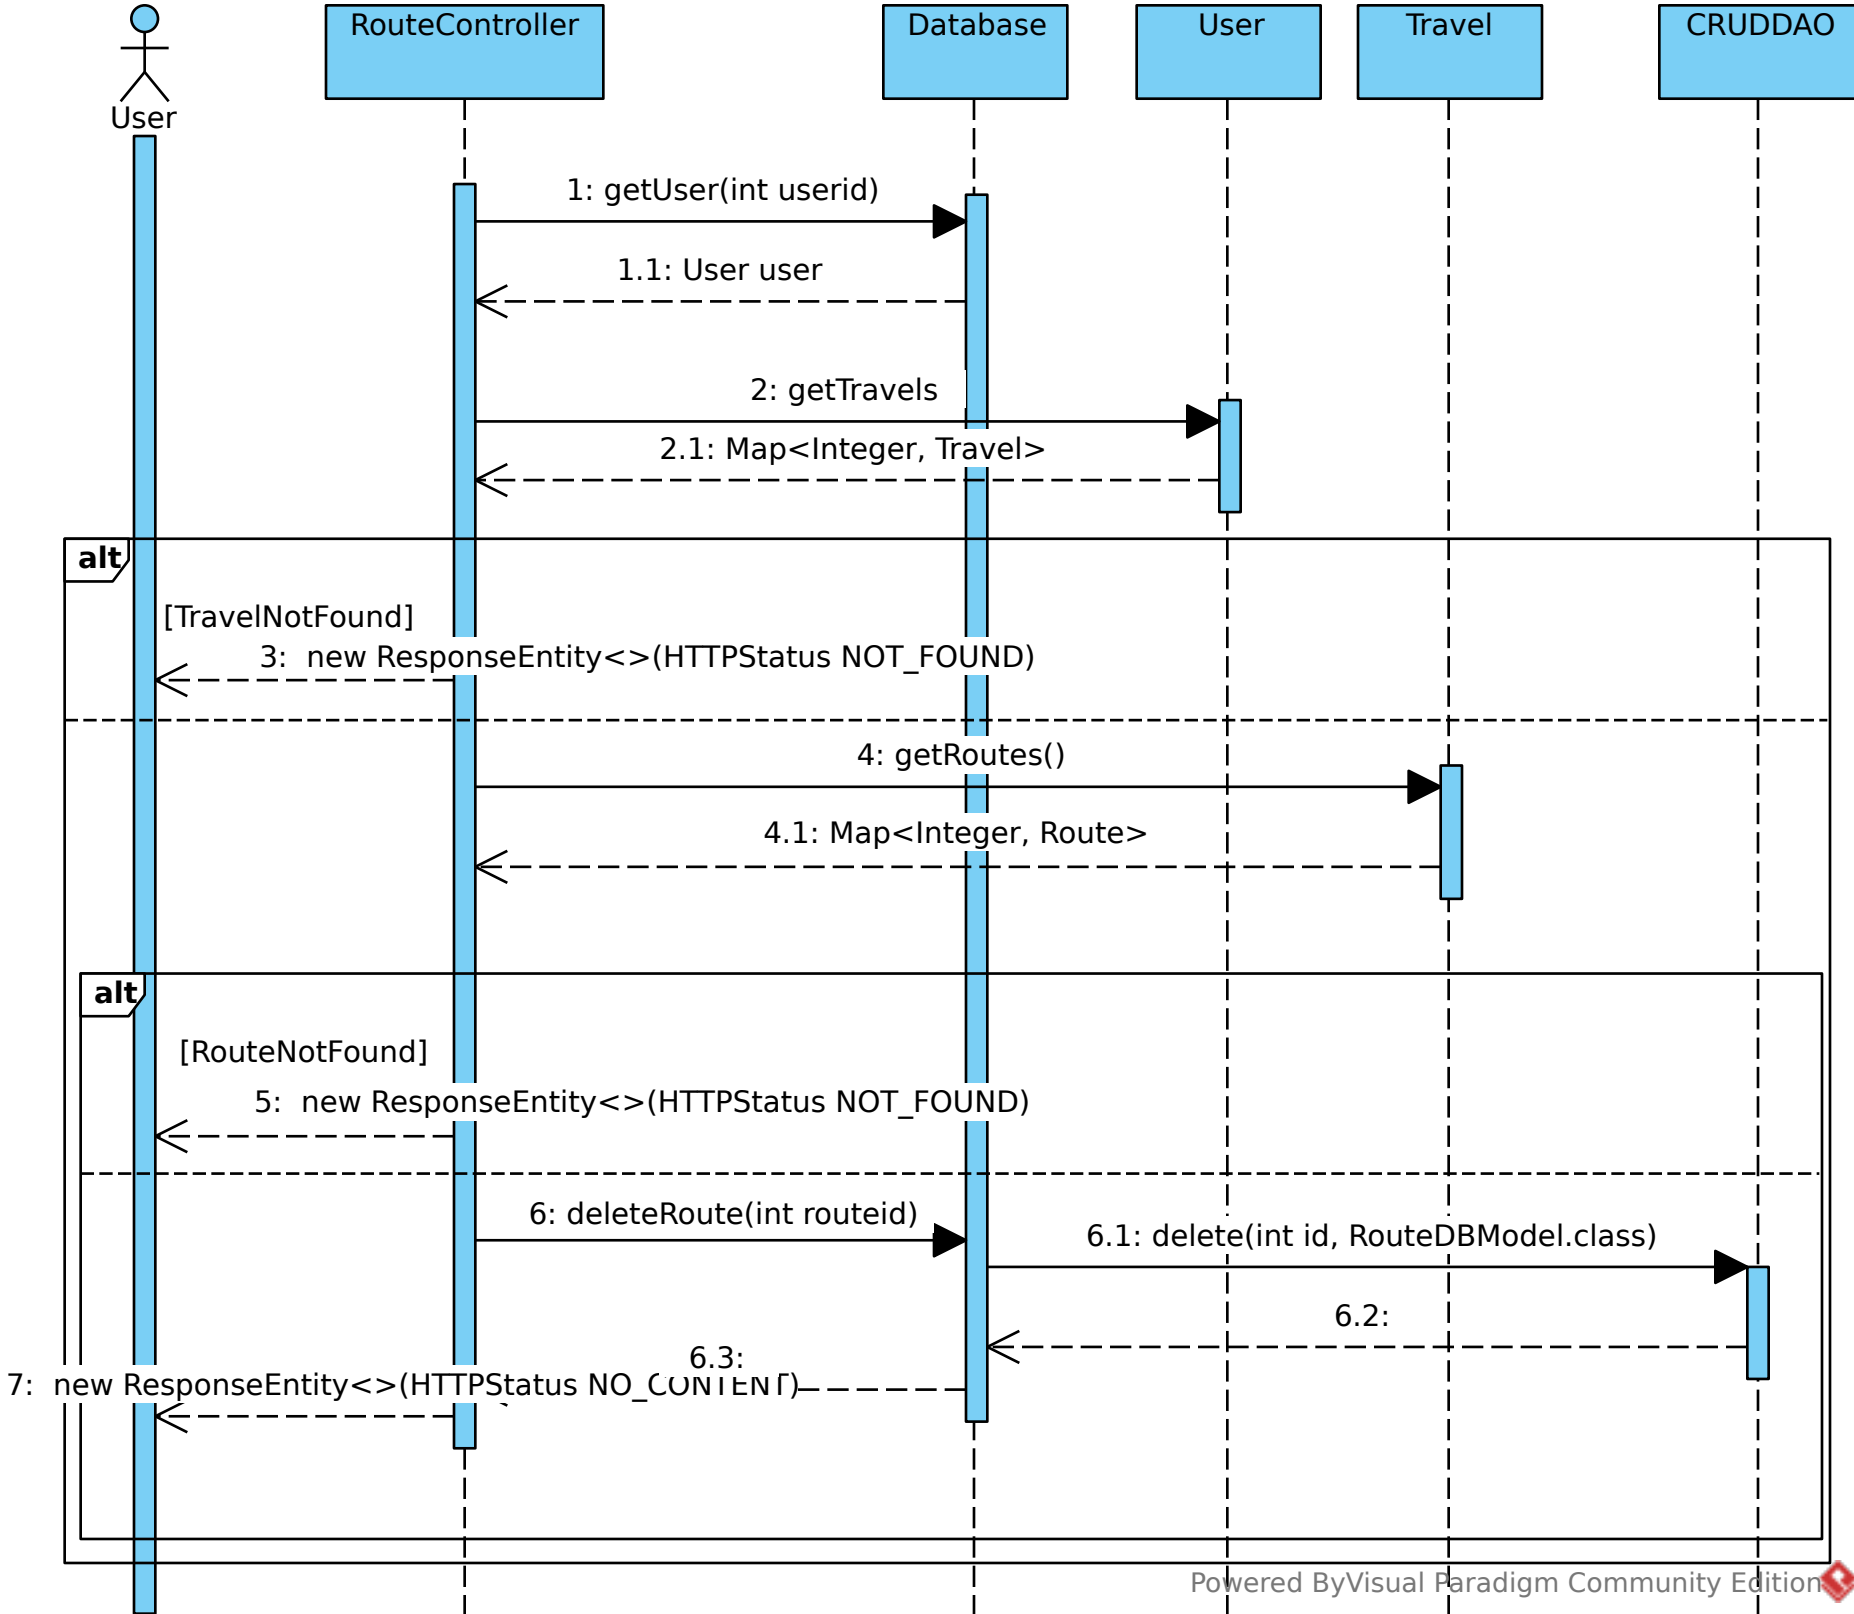 RouteController
Database
User
Travel
CRUDDAO
User
1: getUser(int userid)
1.1: User user
2: getTravels
2.1: Map<Integer, Travel>
alt
[TravelNotFound]
3:  new ResponseEntity<>(HTTPStatus NOT_FOUND)
4: getRoutes()
4.1: Map<Integer, Route>
alt
[RouteNotFound]
5:  new ResponseEntity<>(HTTPStatus NOT_FOUND)
6: deleteRoute(int routeid)
6.1: delete(int id, RouteDBModel.class)
6.2:
6.3:
7:  new ResponseEntity<>(HTTPStatus NO_CONTENT)
Powered ByVisual Paradigm Community Edition